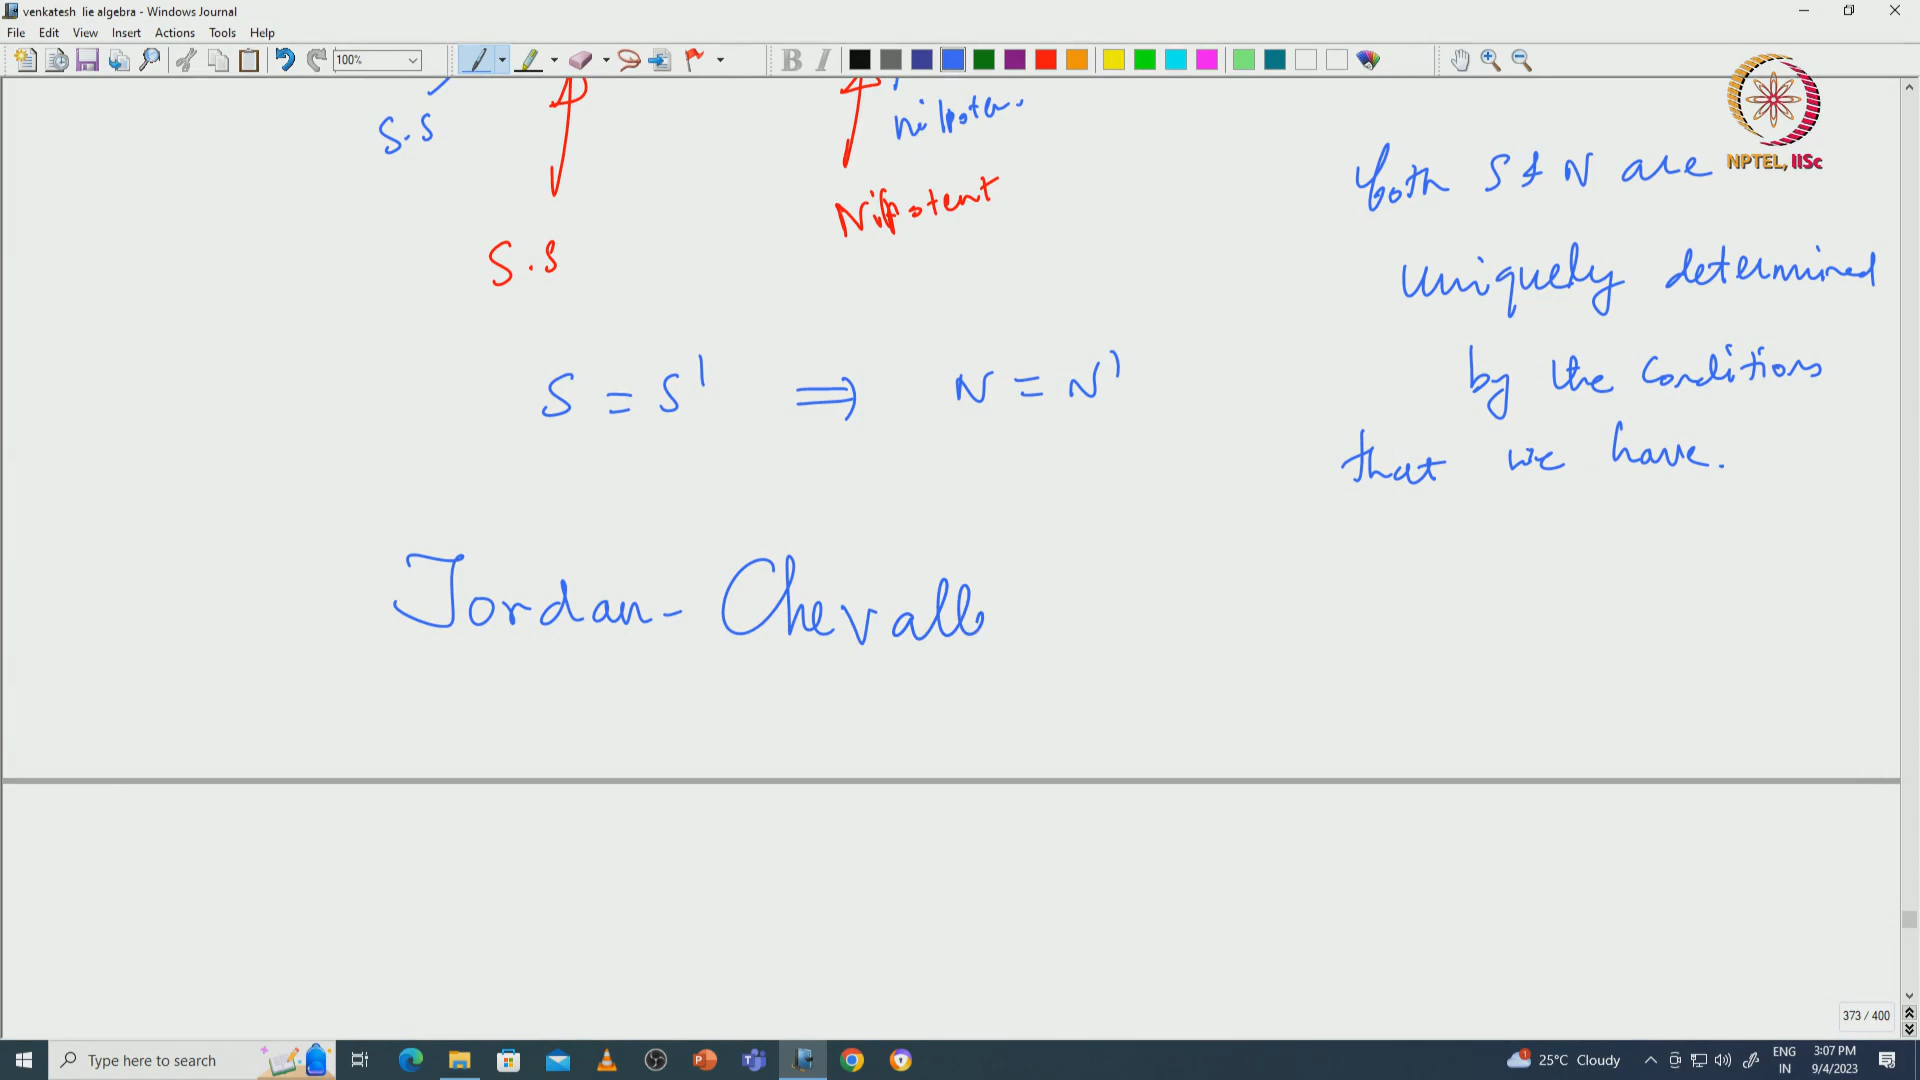 venkatesh lie algebra - Windows Journal
File Edit View Insert Actions Tools Help
100%
B I
NPTEL, IISc
S.S
nilpoten.
Nilpotent
S.S
both S & N are
uniquely determined
by the conditions
that we have.
S = S' ⟹ N = N'
Jordan- Chevalle
373 / 400
Type here to search
25°C Cloudy
ENG
IN
3:07 PM
9/4/2023